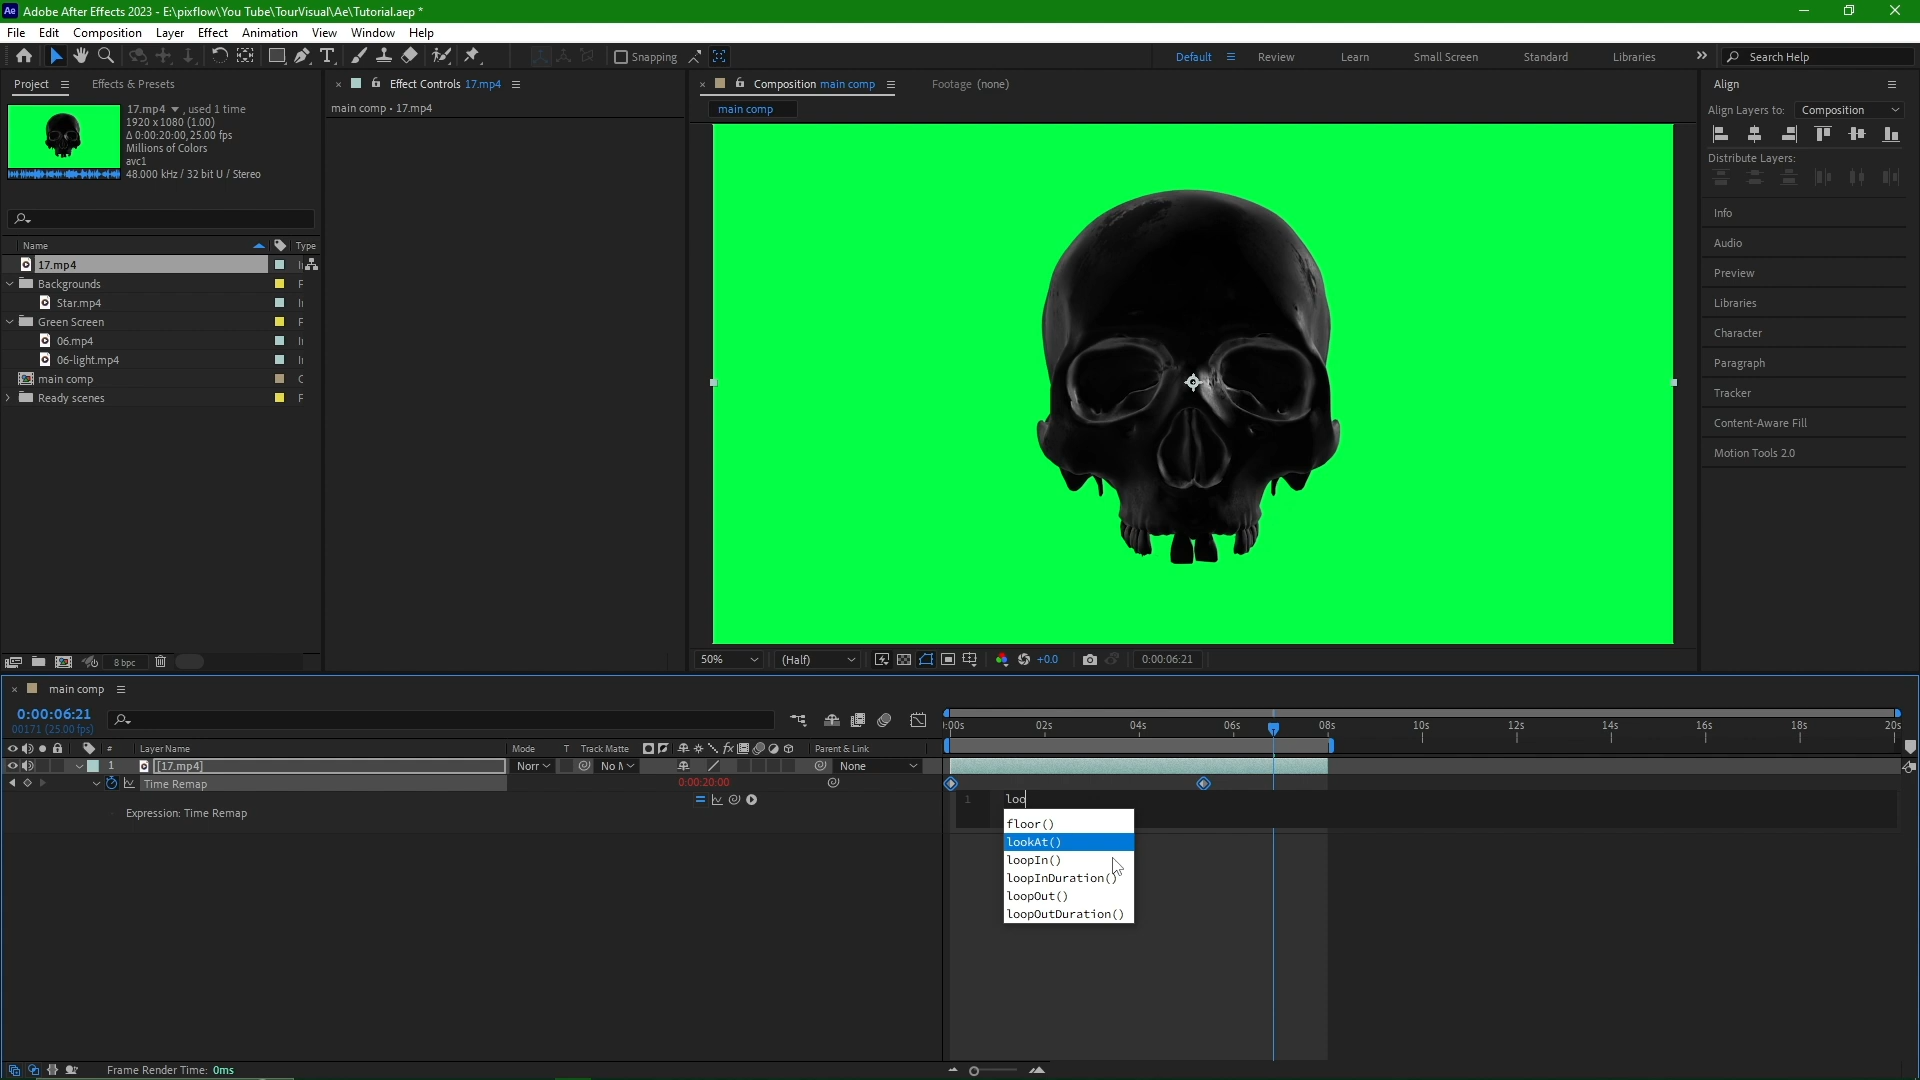 Adobe After Effects 2023 - E:\pixflow\You Tube\TourVisual\Ae\Tutorial.aep *
File Edit Composition Layer Effect Animation View Window Help
Snapping
Default Review Learn Small Screen Standard Libraries
Search Help
Project Effects & Presets
Effect Controls 17.mp4
Composition main comp
Footage (none)
Align
main comp • 17.mp4
main comp
17.mp4 , used 1 time
1920 x 1080 (1.00)
Δ 0:00:20:00, 25.00 fps
Millions of Colors
avc1
48.000 kHz / 32 bit U / Stereo
Align Layers to: Composition
Distribute Layers:
Info
Audio
Preview
Libraries
Character
Paragraph
Tracker
Content-Aware Fill
Motion Tools 2.0
Name Type
17.mp4
Backgrounds F
Star.mp4
Green Screen F
06.mp4
06-light.mp4
main comp C
Ready scenes F
8 bpc
50% (Half) +0.0 0:00:06:21
main comp
0:00:06:21
00171 (25.00 fps)
:00s 02s 04s 06s 08s 10s 12s 14s 16s 18s 20s
# Layer Name Mode T Track Matte Parent & Link
1 [17.mp4] Norr No M None
Time Remap 0:00:20:00
Expression: Time Remap
1 loo
floor()
lookAt()
loopIn()
loopInDuration()
loopOut()
loopOutDuration()
Frame Render Time: 0ms